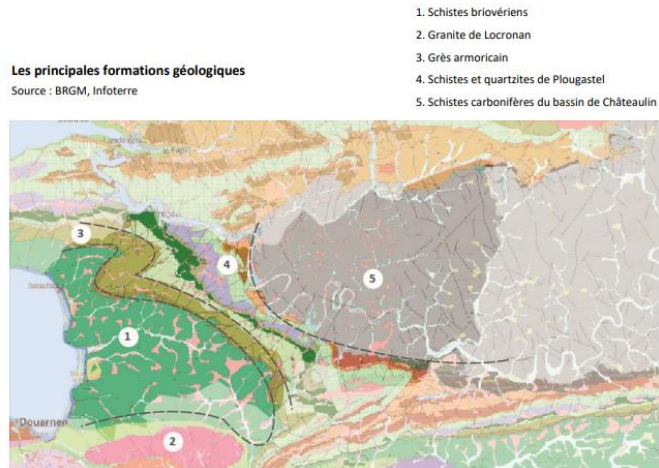 1. Schistes briovériens
2. Granite de Locronan
3. Grès armoricain
4. Schistes et quartzites de Plougastel
5. Schistes carbonifères du bassin de Châteaulin
Les principales formations géologiques
Source : BRGM, Infoterre
3
4
5
1
Douarnen
2